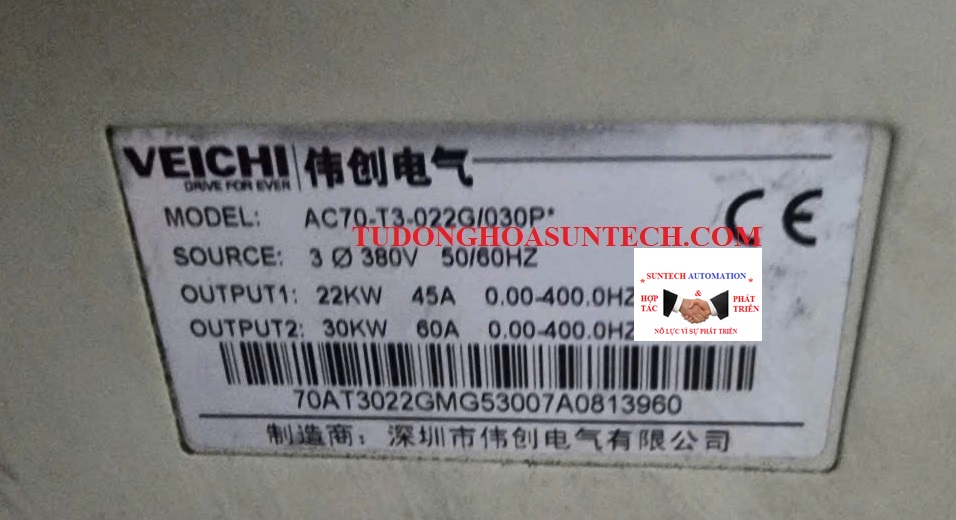 VEICHI 伟创电气
DRIVE FOR EVER
MODEL: AC70-T3-022G/030P*
CE
TUDONGHOASUNTECH.COM
SOURCE: 3 Ø 380V 50/60HZ
SUNTECH AUTOMATION
* & *
HỢP TÁC PHÁT TRIỂN
NỖ LỰC VÌ SỰ PHÁT TRIỂN
OUTPUT1: 22KW 45A 0.00-400.0HZ
OUTPUT2: 30KW 60A 0.00-400.0HZ
70AT3022GMG53007A0813960
制造商：深圳市伟创电气有限公司